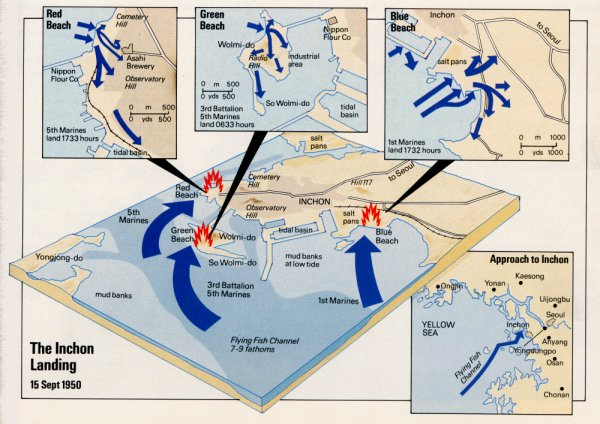 Red
Beach
Cemetery
Hill
Asahi
Brewery
Nippon
Flour Co
Observatory
Hill
0 m 500
0 yds 500
5th Marines
land 1733 hours
tidal basin
Green
Beach
Wolmi-do
Radio
Hill
Nippon
Flour Co
industrial
area
0 m 500
0 yds 500
So Wolmi-do
3rd Battalion
5th Marines
land 0633 hours
tidal
basin
Blue
Beach
Inchon
to Seoul
salt pans
0 m 1000
0 yds 1000
1st Marines
land 1732 hours
salt
pans
to Seoul
Cemetery
Hill
Hill 117
Red
Beach
Observatory
Hill
INCHON
5th
Marines
Green
Beach
Wolmi-do
tidal basin
salt
pans
Blue
Beach
Yongjong-do
So Wolmi-do
mud banks
at low tide
mud banks
3rd Battalion
5th Marines
1st Marines
Flying Fish Channel
7-9 fathoms
The Inchon
Landing
15 Sept 1950
Approach to Inchon
Ongjin
Yonan
Kaesong
Uijongbu
YELLOW
SEA
Inchon
Seoul
Anyang
Yongdungpo
Osan
Flying Fish
Channel
Chonan